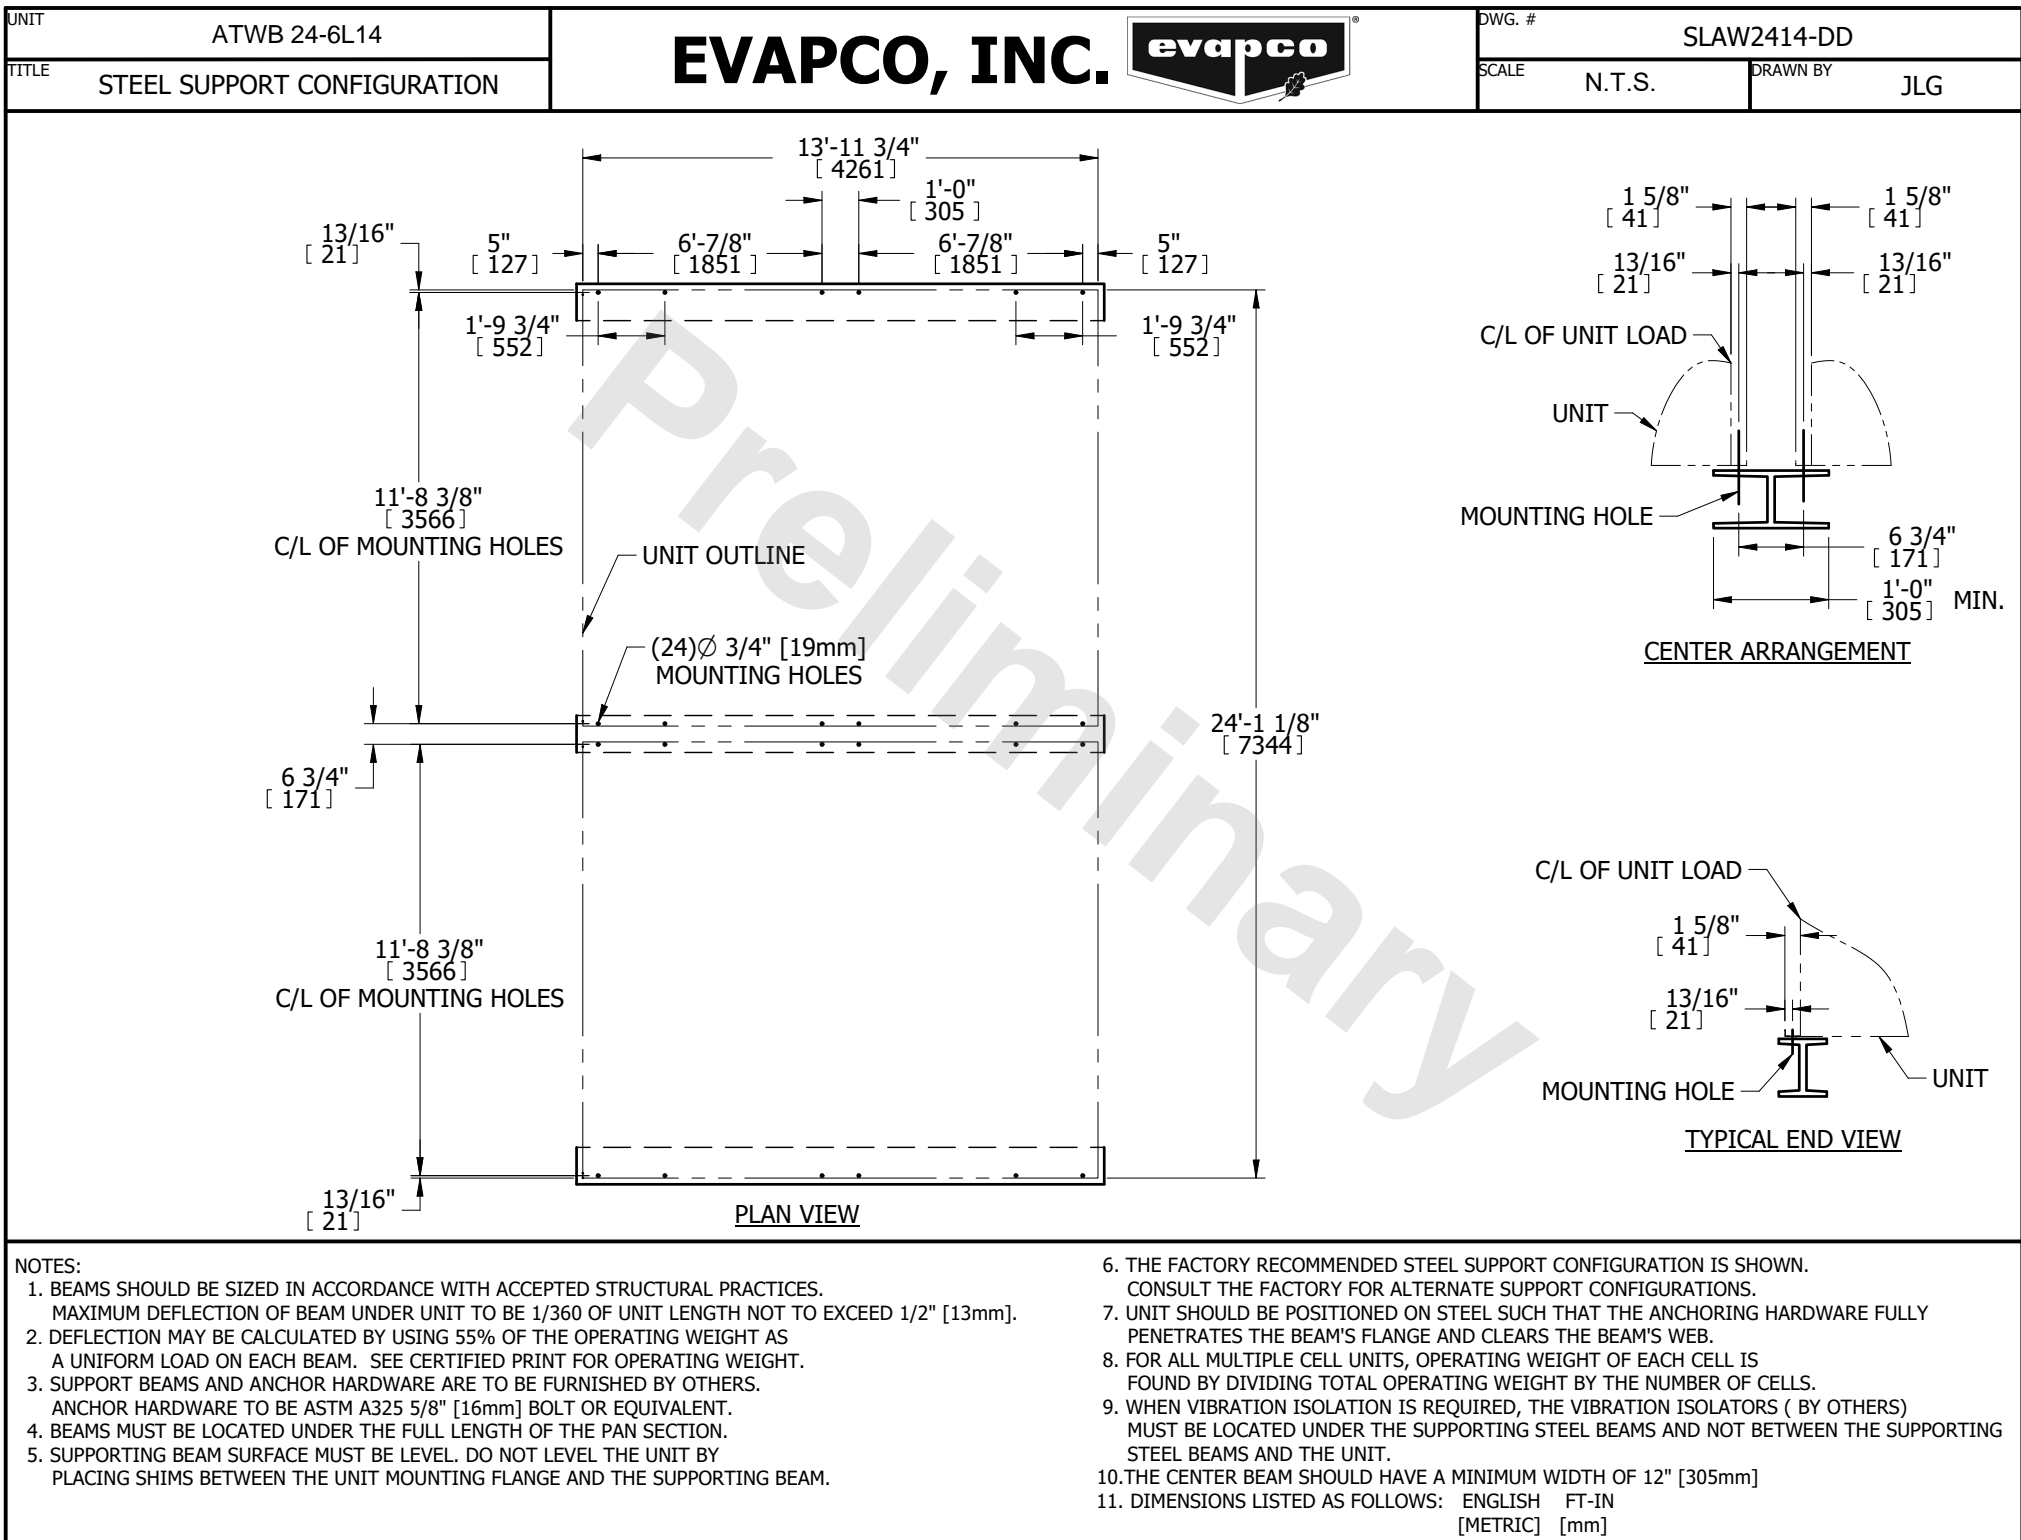 UNIT
ATWB 24-6L14
TITLE
STEEL SUPPORT CONFIGURATION
EVAPCO, INC.
evapco
®
DWG. #
SLAW2414-DD
SCALE
N.T.S.
DRAWN BY
JLG
13'-11 3/4"
[ 4261 ]
1'-0"
[ 305 ]
13/16"
[ 21 ]
5"
[ 127 ]
6'-7/8"
[ 1851 ]
6'-7/8"
[ 1851 ]
5"
[ 127 ]
1'-9 3/4"
[ 552 ]
1'-9 3/4"
[ 552 ]
11'-8 3/8"
[ 3566 ]
C/L OF MOUNTING HOLES
UNIT OUTLINE
(24)∅ 3/4" [19mm]
MOUNTING HOLES
24'-1 1/8"
[ 7344 ]
6 3/4"
[ 171 ]
11'-8 3/8"
[ 3566 ]
C/L OF MOUNTING HOLES
13/16"
[ 21 ]
PLAN VIEW
Preliminary
1 5/8"
[ 41 ]
1 5/8"
[ 41 ]
13/16"
[ 21 ]
13/16"
[ 21 ]
C/L OF UNIT LOAD
UNIT
MOUNTING HOLE
6 3/4"
[ 171 ]
1'-0"
[ 305 ] MIN.
CENTER ARRANGEMENT
C/L OF UNIT LOAD
1 5/8"
[ 41 ]
13/16"
[ 21 ]
MOUNTING HOLE
UNIT
TYPICAL END VIEW
NOTES:
1. BEAMS SHOULD BE SIZED IN ACCORDANCE WITH ACCEPTED STRUCTURAL PRACTICES.
MAXIMUM DEFLECTION OF BEAM UNDER UNIT TO BE 1/360 OF UNIT LENGTH NOT TO EXCEED 1/2" [13mm].
2. DEFLECTION MAY BE CALCULATED BY USING 55% OF THE OPERATING WEIGHT AS
A UNIFORM LOAD ON EACH BEAM. SEE CERTIFIED PRINT FOR OPERATING WEIGHT.
3. SUPPORT BEAMS AND ANCHOR HARDWARE ARE TO BE FURNISHED BY OTHERS.
ANCHOR HARDWARE TO BE ASTM A325 5/8" [16mm] BOLT OR EQUIVALENT.
4. BEAMS MUST BE LOCATED UNDER THE FULL LENGTH OF THE PAN SECTION.
5. SUPPORTING BEAM SURFACE MUST BE LEVEL. DO NOT LEVEL THE UNIT BY
PLACING SHIMS BETWEEN THE UNIT MOUNTING FLANGE AND THE SUPPORTING BEAM.
6. THE FACTORY RECOMMENDED STEEL SUPPORT CONFIGURATION IS SHOWN.
CONSULT THE FACTORY FOR ALTERNATE SUPPORT CONFIGURATIONS.
7. UNIT SHOULD BE POSITIONED ON STEEL SUCH THAT THE ANCHORING HARDWARE FULLY
PENETRATES THE BEAM'S FLANGE AND CLEARS THE BEAM'S WEB.
8. FOR ALL MULTIPLE CELL UNITS, OPERATING WEIGHT OF EACH CELL IS
FOUND BY DIVIDING TOTAL OPERATING WEIGHT BY THE NUMBER OF CELLS.
9. WHEN VIBRATION ISOLATION IS REQUIRED, THE VIBRATION ISOLATORS ( BY OTHERS)
MUST BE LOCATED UNDER THE SUPPORTING STEEL BEAMS AND NOT BETWEEN THE SUPPORTING
STEEL BEAMS AND THE UNIT.
10.THE CENTER BEAM SHOULD HAVE A MINIMUM WIDTH OF 12" [305mm]
11. DIMENSIONS LISTED AS FOLLOWS: ENGLISH FT-IN
[METRIC] [mm]